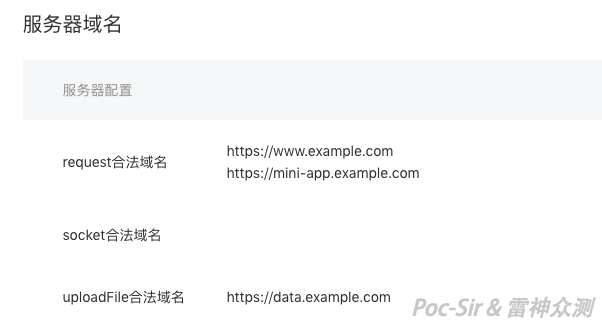 服务器域名
服务器配置
request合法域名
https://www.example.com
https://mini-app.example.com
socket合法域名
uploadFile合法域名
https://data.example.com
Poc-Sir & 雷神众测